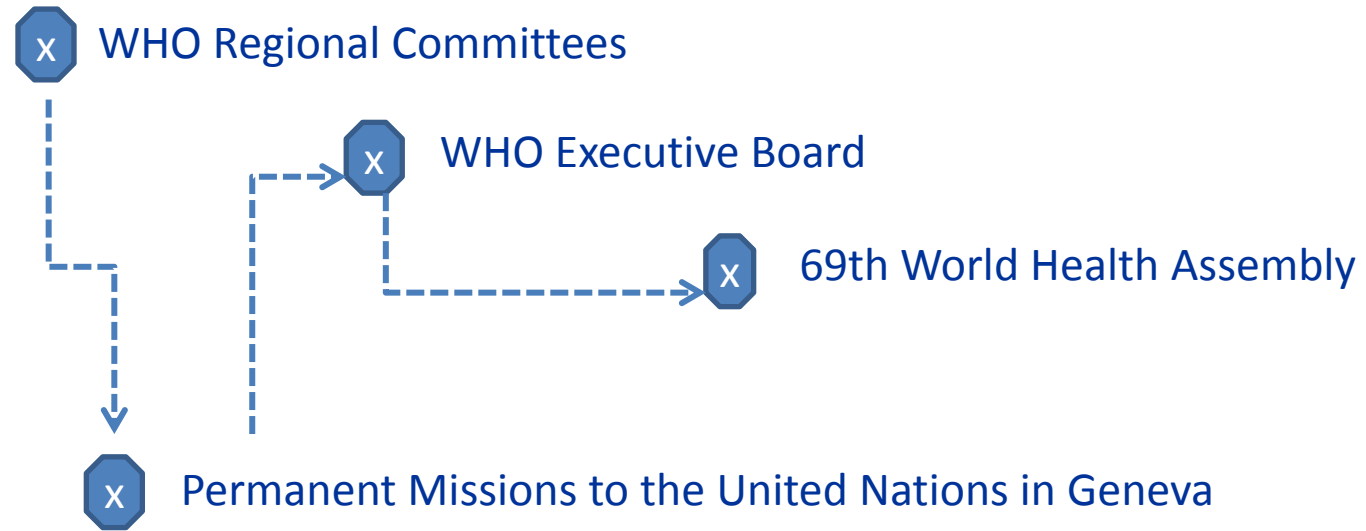 x WHO Regional Committees
x WHO Executive Board
x 69th World Health Assembly
x Permanent Missions to the United Nations in Geneva